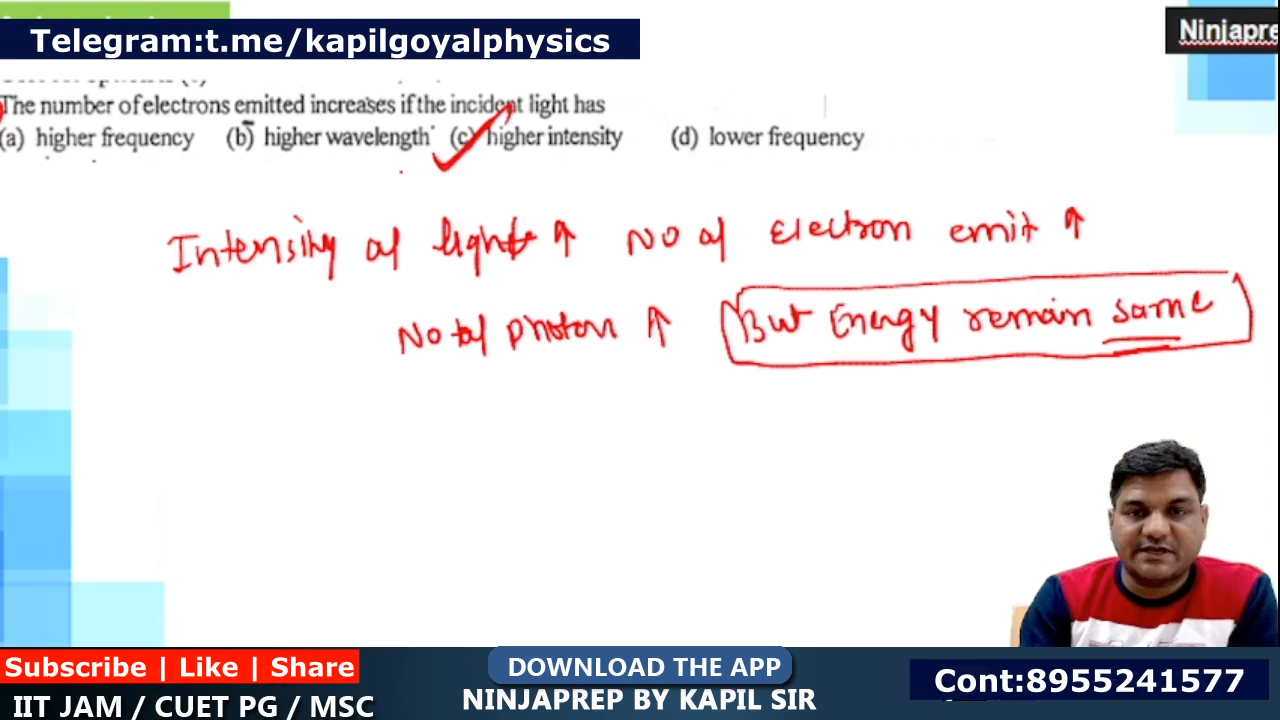 Telegram:t.me/kapilgoyalphysics
Ninjapre
The number of electrons emitted increases if the incident light has
(a) higher frequency (b) higher wavelength (c) higher intensity (d) lower frequency
Intensity of light ↑ No of Electron emit ↑
No of photon ↑ But Energy remain same
Subscribe | Like | Share
DOWNLOAD THE APP
Cont:8955241577
IIT JAM / CUET PG / MSC
NINJAPREP BY KAPIL SIR